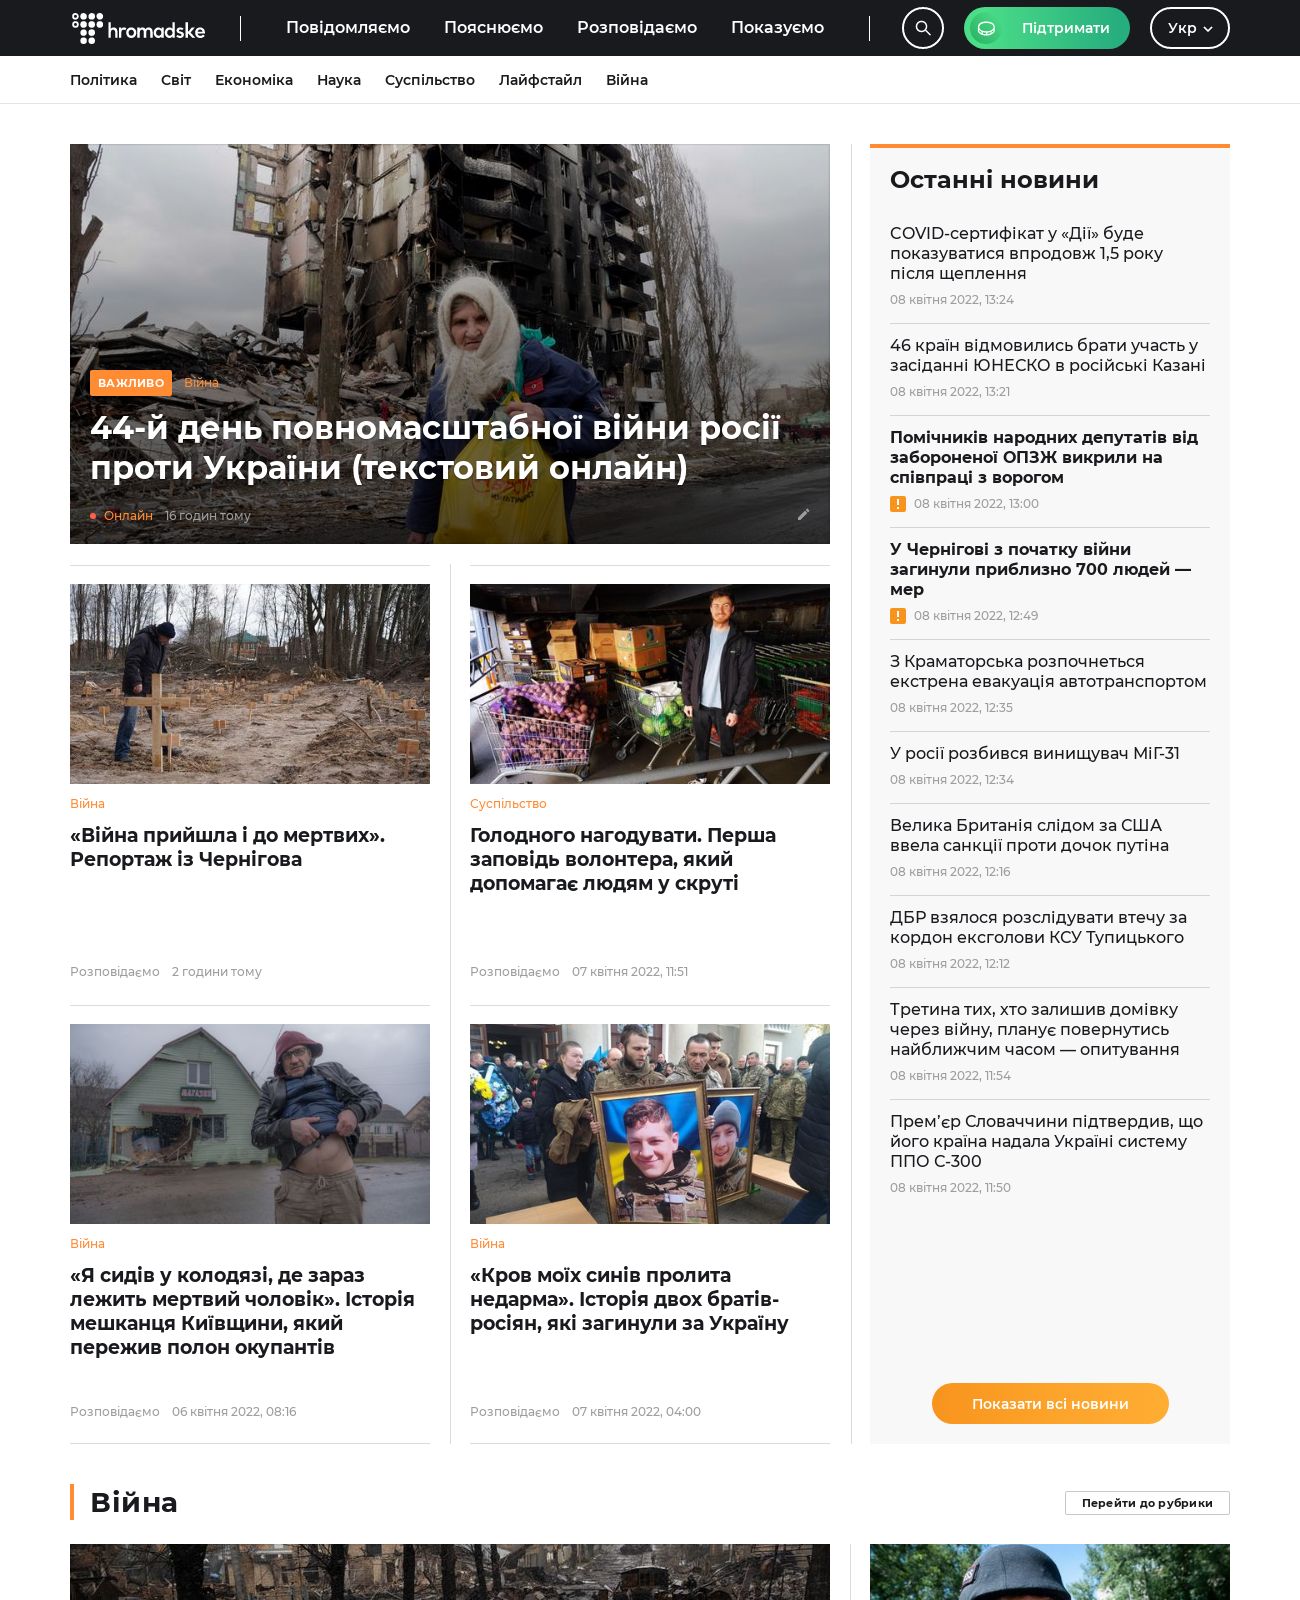 hromadske
Повідомляємо
Пояснюємо
Розповідаємо
Показуємо
Підтримати
Укр
Політика
Світ
Економіка
Наука
Суспільство
Лайфстайл
Війна
ВАЖЛИВО
Війна
44-й день повномасштабної війни росії
проти України (текстовий онлайн)
Онлайн
16 годин тому
Війна
«Війна прийшла і до мертвих».
Репортаж із Чернігова
Розповідаємо
2 години тому
Суспільство
Голодного нагодувати. Перша
заповідь волонтера, який
допомагає людям у скруті
Розповідаємо
07 квітня 2022, 11:51
МАГАЗИН
Війна
«Я сидів у колодязі, де зараз
лежить мертвий чоловік». Історія
мешканця Київщини, який
пережив полон окупантів
Розповідаємо
06 квітня 2022, 08:16
Війна
«Кров моїх синів пролита
недарма». Історія двох братів-
росіян, які загинули за Україну
Розповідаємо
07 квітня 2022, 04:00
Останні новини
COVID-сертифікат у «Дії» буде
показуватися впродовж 1,5 року
після щеплення
08 квітня 2022, 13:24
46 країн відмовились брати участь у
засіданні ЮНЕСКО в російські Казані
08 квітня 2022, 13:21
Помічників народних депутатів від
забороненої ОПЗЖ викрили на
співпраці з ворогом
08 квітня 2022, 13:00
У Чернігові з початку війни
загинули приблизно 700 людей —
мер
08 квітня 2022, 12:49
З Краматорська розпочнеться
екстрена евакуація автотранспортом
08 квітня 2022, 12:35
У росії розбився винищувач МіГ-31
08 квітня 2022, 12:34
Велика Британія слідом за США
ввела санкції проти дочок путіна
08 квітня 2022, 12:16
ДБР взялося розслідувати втечу за
кордон ексголови КСУ Тупицького
08 квітня 2022, 12:12
Третина тих, хто залишив домівку
через війну, планує повернутись
найближчим часом — опитування
08 квітня 2022, 11:54
Прем’єр Словаччини підтвердив, що
його країна надала Україні систему
ППО С-300
08 квітня 2022, 11:50
Показати всі новини
Війна
Перейти до рубрики